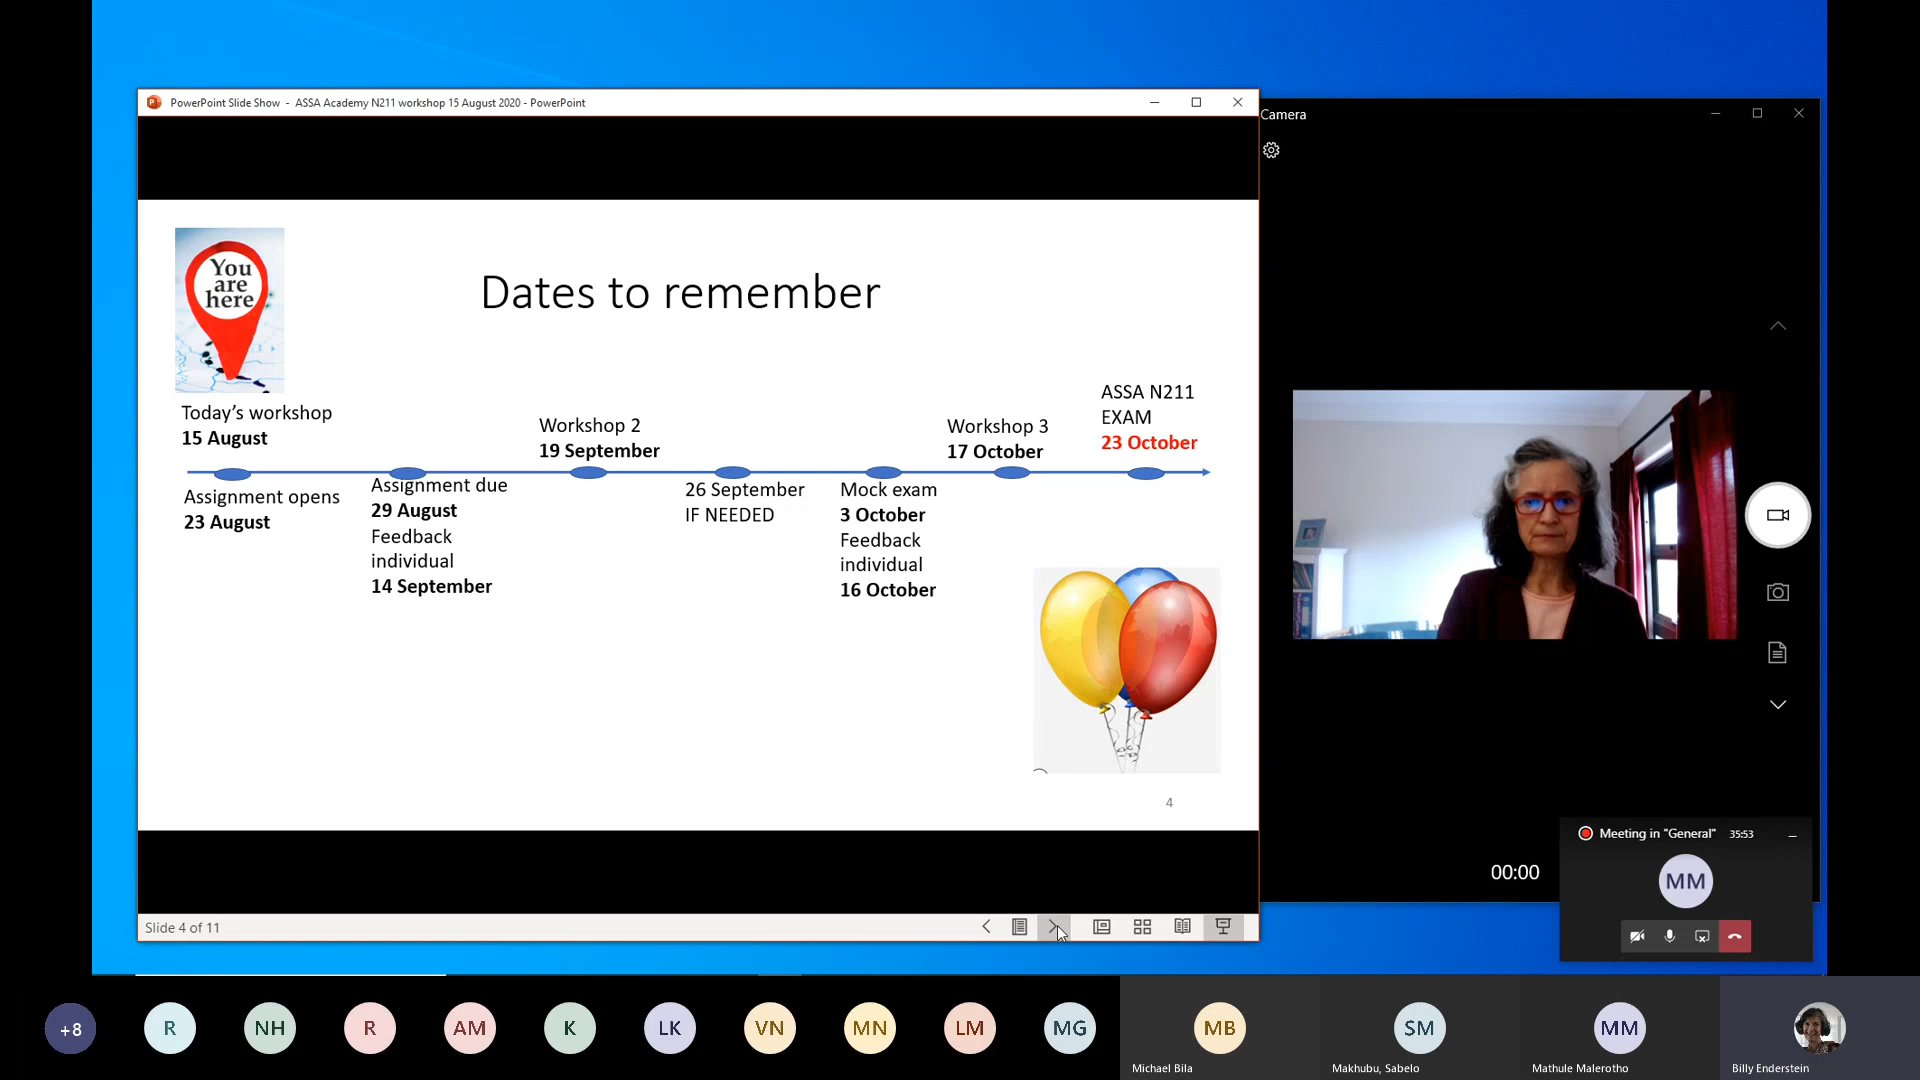 PowerPoint Slide Show - ASSA Academy N211 workshop 15 August 2020 - PowerPoint
Camera
You
are
here
Dates to remember
Today's workshop
15 August
Assignment opens
23 August
Assignment due
29 August
Feedback
individual
14 September
Workshop 2
19 September
26 September
IF NEEDED
Mock exam
3 October
Feedback
individual
16 October
Workshop 3
17 October
ASSA N211
EXAM
23 October
4
Slide 4 of 11
00:00
Meeting in "General" 35:53
MM
+8
R
NH
R
AM
K
LK
VN
MN
LM
MG
MB
Michael Bila
SM
Makhubu, Sabelo
MM
Mathule Malerotho
Billy Enderstein